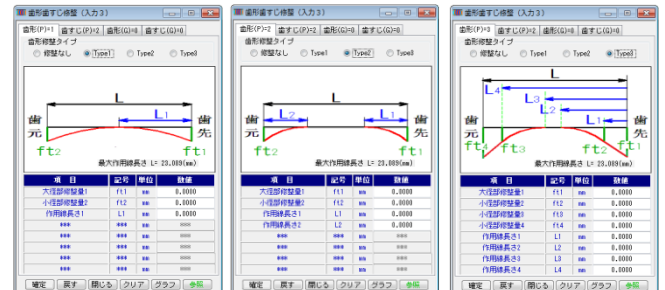 歯形歯すじ修整 (入力3)
歯形(P)=1 歯すじ(P)=2 歯形(G)=0 歯すじ(G)=0
歯形修整タイプ
修整なし Type1 Type2 Type3
L
L1
歯元 歯先
ft2 ft1
最大作用線長さ L= 23.089(mm)
項 目 記号 単位 数値
大径部修整量1 ft1 mm 0.0000
小径部修整量2 ft2 mm 0.0000
作用線長さ1 L1 mm 0.0000
*** *** mm ***
*** *** mm ***
*** *** mm ***
*** *** mm ***
*** *** mm ***
確定 戻す 閉じる クリア グラフ 参照
歯形歯すじ修整 (入力3)
歯形(P)=2 歯すじ(P)=2 歯形(G)=0 歯すじ(G)=0
歯形修整タイプ
修整なし Type1 Type2 Type3
L
L2 L1
歯元 歯先
ft2 ft1
最大作用線長さ L= 23.089(mm)
項 目 記号 単位 数値
大径部修整量1 ft1 mm 0.0000
小径部修整量2 ft2 mm 0.0000
作用線長さ1 L1 mm 0.0000
作用線長さ2 L2 mm 0.0000
*** *** mm ***
*** *** mm ***
*** *** mm ***
*** *** mm ***
確定 戻す 閉じる クリア グラフ 参照
歯形歯すじ修整 (入力3)
歯形(P)=3 歯すじ(P)=2 歯形(G)=0 歯すじ(G)=0
歯形修整タイプ
修整なし Type1 Type2 Type3
L
L4
L3
L2
L1
歯元 歯先
ft4 ft3 ft2 ft1
最大作用線長さ L= 23.089(mm)
項 目 記号 単位 数値
大径部修整量1 ft1 mm 0.0000
小径部修整量2 ft2 mm 0.0000
小径部修整量3 ft3 mm 0.0000
小径部修整量4 ft4 mm 0.0000
作用線長さ1 L1 mm 0.0000
作用線長さ2 L2 mm 0.0000
作用線長さ3 L3 mm 0.0000
作用線長さ4 L4 mm 0.0000
確定 戻す 閉じる クリア グラフ 参照